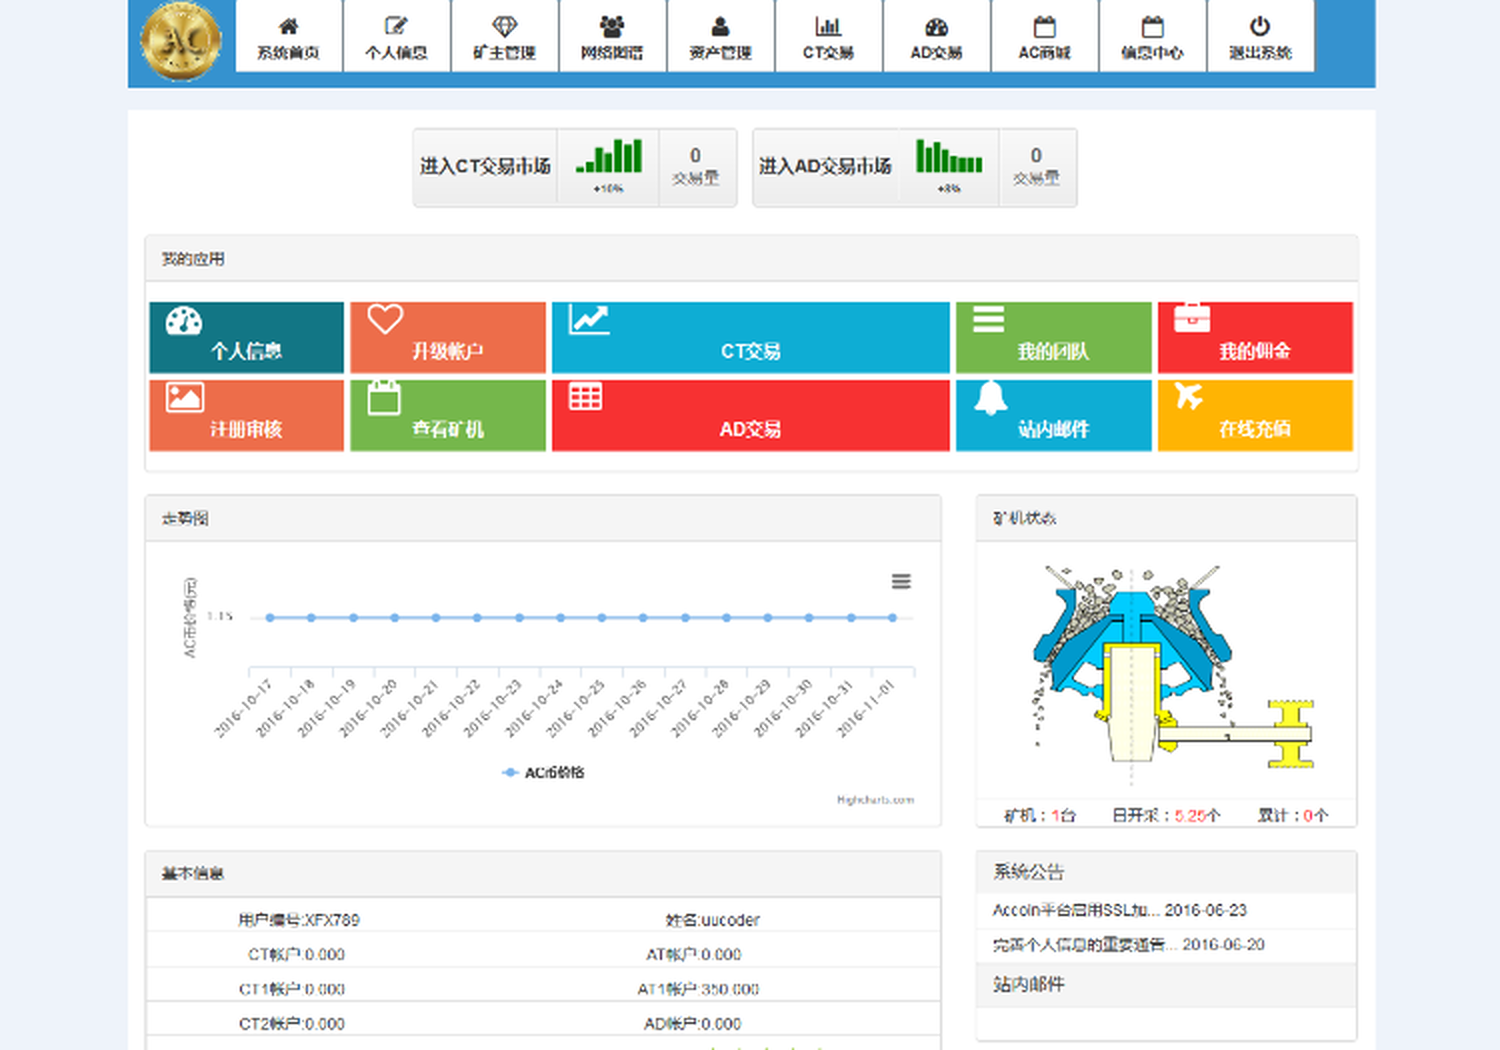 AC
系统首页 个人信息 矿主管理 网络图谱 资产管理 CT交易 AD交易 AC商城 信息中心 退出系统
进入CT交易市场 +10% 0 交易量 进入AD交易市场 +8% 0 交易量
我的应用
个人信息 升级帐户 CT交易 我的团队 我的佣金
注册审核 查看矿机 AD交易 站内邮件 在线充值
走势图
AC币价格(元)
1.15
2016-10-17 2016-10-18 2016-10-19 2016-10-20 2016-10-21 2016-10-22 2016-10-23 2016-10-24 2016-10-25 2016-10-26 2016-10-27 2016-10-28 2016-10-29 2016-10-30 2016-10-31 2016-11-01
AC币价格
Highcharts.com
矿机状态
矿机：1台 日开采：5.25个 累计：0个
基本信息
用户编号:XFX789 姓名:uucoder
CT帐户:0.000 AT帐户:0.000
CT1帐户:0.000 AT1帐户:350.000
CT2帐户:0.000 AD帐户:0.000
系统公告
Accoin平台启用SSL加... 2016-06-23
完善个人信息的重要通告... 2016-06-20
站内邮件